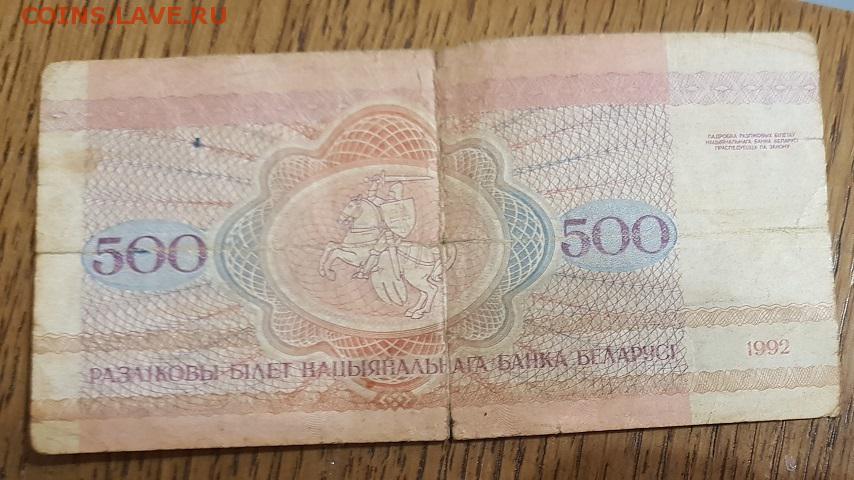 COINS.LAVE.RU
ПАДРОБКА РАЗЛІКОВЫХ БІЛЕТАЎ
НАЦЫЯНАЛЬНАГА БАНКА БЕЛАРУСІ
ПРАСЛЕДУЕЦЦА ПА ЗАКОНУ
500
500
1992
РАЗЛІКОВЫ БІЛЕТ НАЦЫЯНАЛЬНАГА БАНКА БЕЛАРУСІ